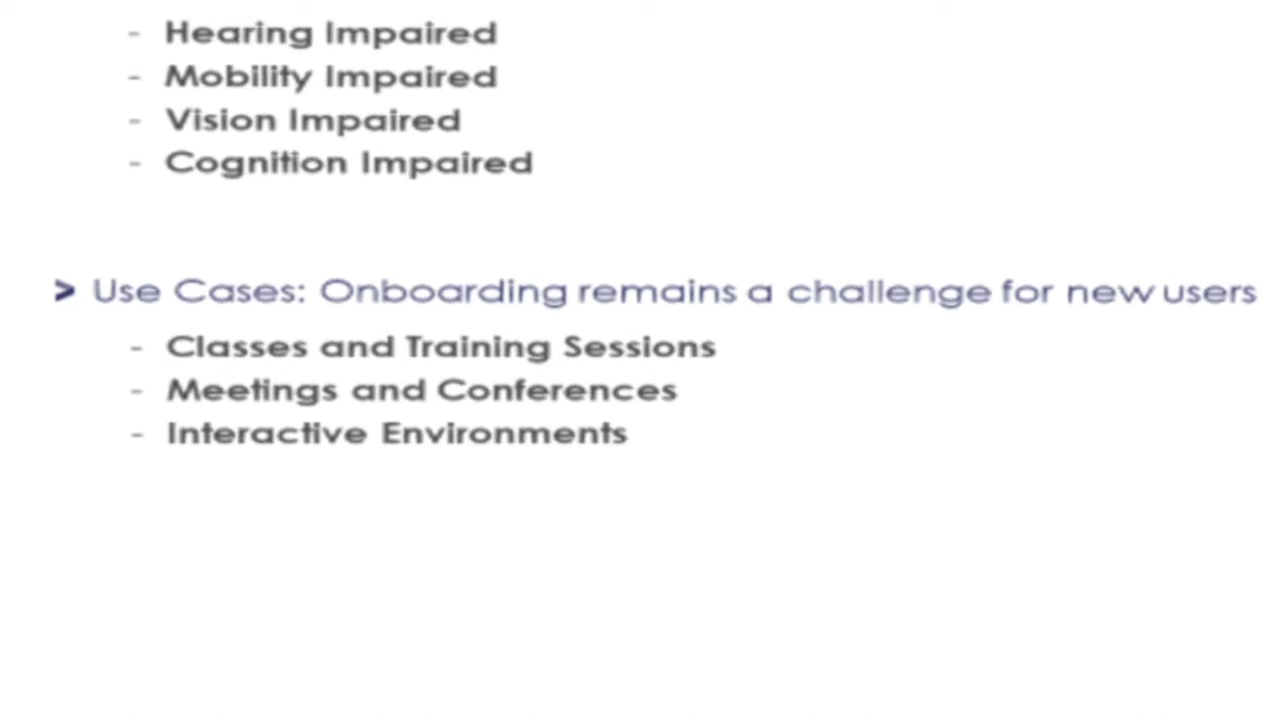 - Hearing Impaired
- Mobility Impaired
- Vision Impaired
- Cognition Impaired
> Use Cases: Onboarding remains a challenge for new users
- Classes and Training Sessions
- Meetings and Conferences
- Interactive Environments